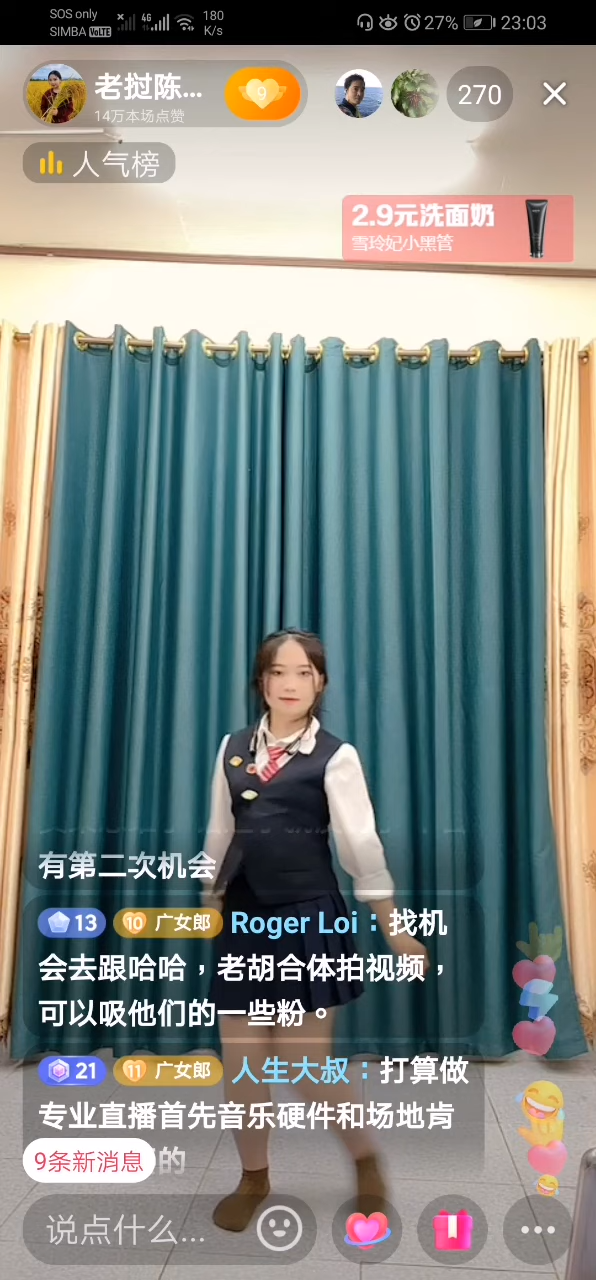 SOS only
SIMBA VoLTE
4G
180
K/s
27%
23:03
老挝陈...
14万本场点赞
9
270
人气榜
2.9元洗面奶
雪玲妃小黑管
有第二次机会
13 10 广女郎 Roger Loi：找机
会去跟哈哈，老胡合体拍视频，
可以吸他们的一些粉。
21 11 广女郎 人生大叔：打算做
专业直播首先音乐硬件和场地肯
9条新消息 的
说点什么...